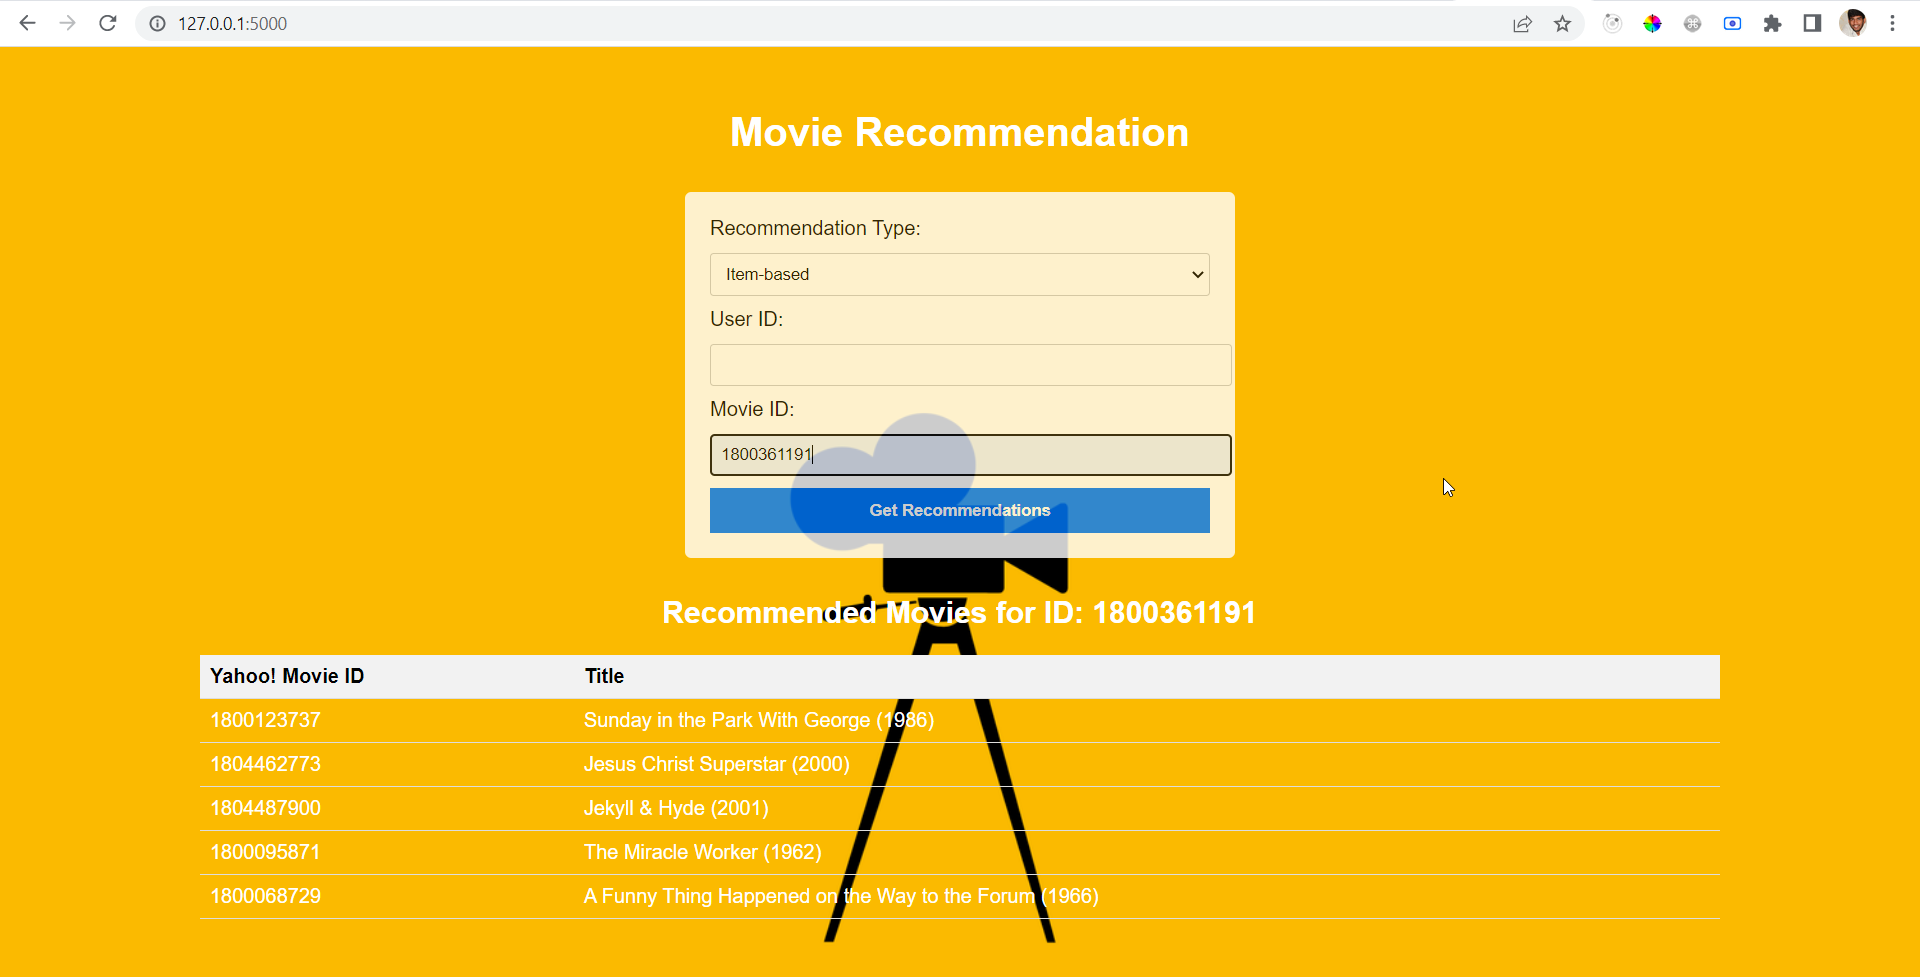 127.0.0.1:5000
Movie Recommendation
Recommendation Type:
Item-based
User ID:
Movie ID:
1800361191
Get Recommendations
Recommended Movies for ID: 1800361191
Yahoo! Movie ID Title
1800123737 Sunday in the Park With George (1986)
1804462773 Jesus Christ Superstar (2000)
1804487900 Jekyll & Hyde (2001)
1800095871 The Miracle Worker (1962)
1800068729 A Funny Thing Happened on the Way to the Forum (1966)